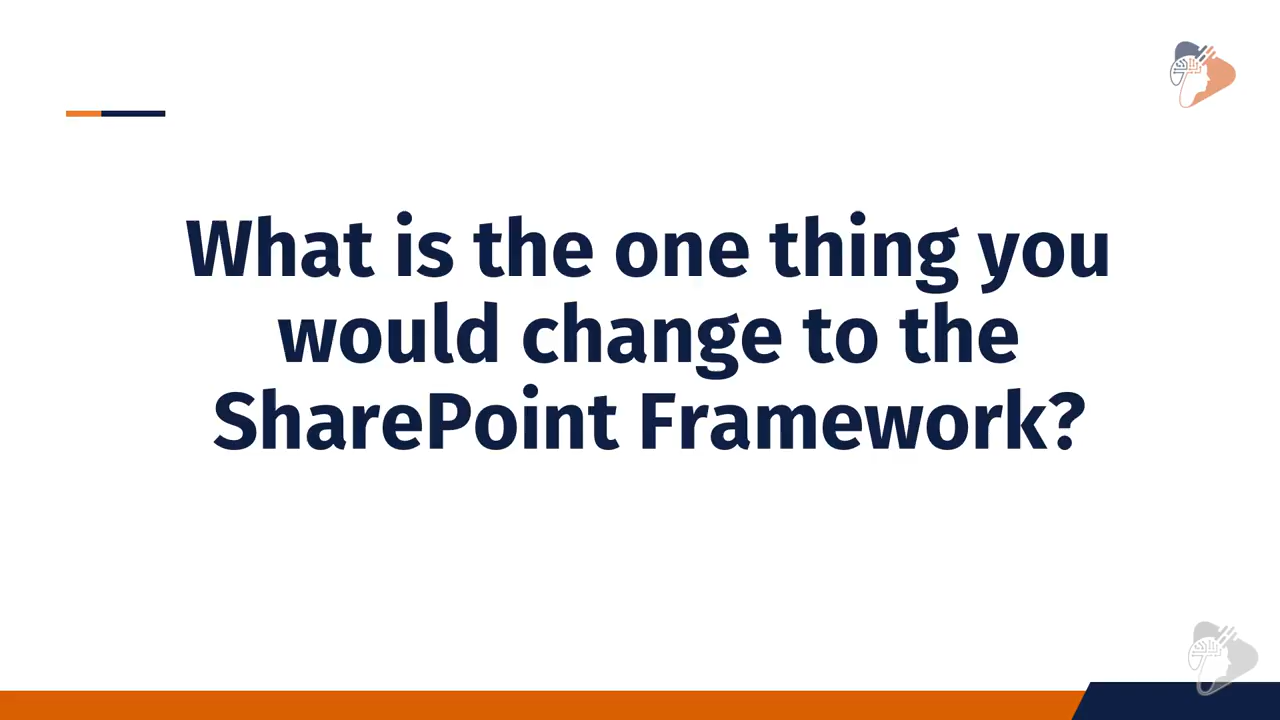 What is the one thing you
would change to the
SharePoint Framework?